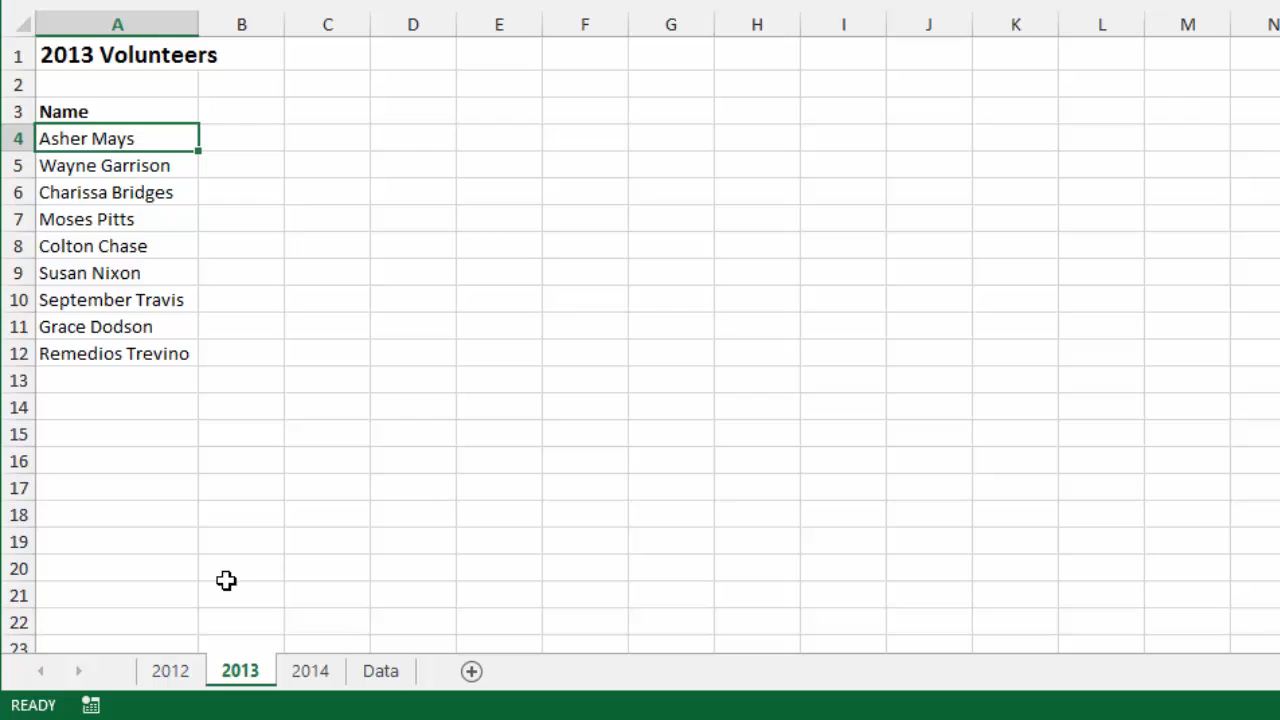 A B C D E F G H I J K L M N
1 2013 Volunteers
2
3 Name
4 Asher Mays
5 Wayne Garrison
6 Charissa Bridges
7 Moses Pitts
8 Colton Chase
9 Susan Nixon
10 September Travis
11 Grace Dodson
12 Remedios Trevino
13
14
15
16
17
18
19
20
21
22
23
2012 2013 2014 Data
READY